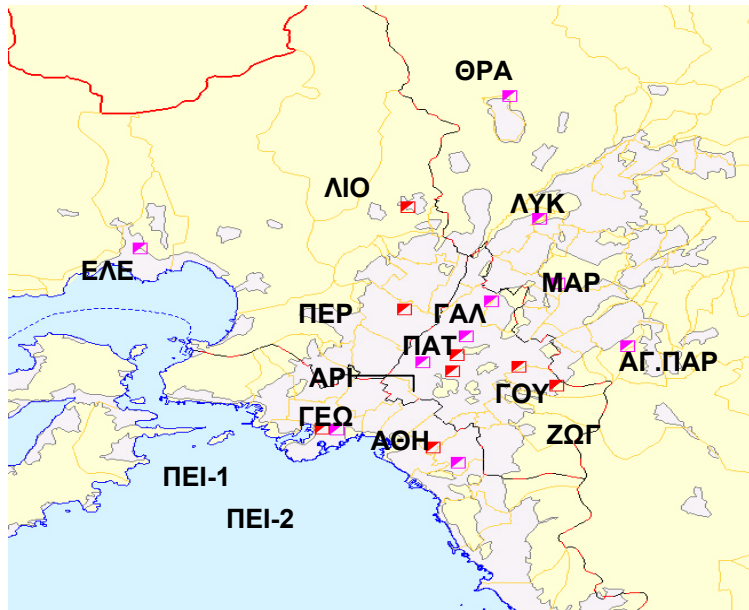 ΘΡΑ
ΛΙΟ
ΛΥΚ
ΕΛΕ
ΜΑΡ
ΠΕΡ
ΓΑΛ
ΠΑΤ
ΑΓ.ΠΑΡ
ΑΡΙ
ΓΟΥ
ΓΕΩ
ΑΘΗ
ΖΩΓ
ΠΕΙ-1
ΠΕΙ-2